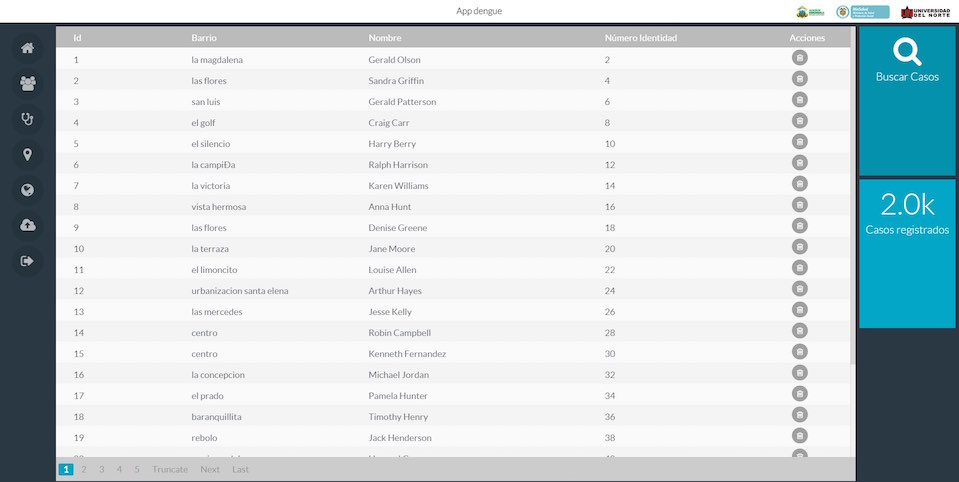 App dengue
MinSalud
UNIVERSIDAD
DEL NORTE
Id Barrio Nombre Número Identidad Acciones
1 la magdalena Gerald Olson 2
2 las flores Sandra Griffin 4
3 san luis Gerald Patterson 6
4 el golf Craig Carr 8
5 el silencio Harry Berry 10
6 la campiÐa Ralph Harrison 12
7 la victoria Karen Williams 14
8 vista hermosa Anna Hunt 16
9 las flores Denise Greene 18
10 la terraza Jane Moore 20
11 el limoncito Louise Allen 22
12 urbanizacion santa elena Arthur Hayes 24
13 las mercedes Jesse Kelly 26
14 centro Robin Campbell 28
15 centro Kenneth Fernandez 30
16 la concepcion Michael Jordan 32
17 el prado Pamela Hunter 34
18 baranquillita Timothy Henry 36
19 rebolo Jack Henderson 38
1 2 3 4 5 Truncate Next Last
Buscar Casos
2.0k
Casos registrados